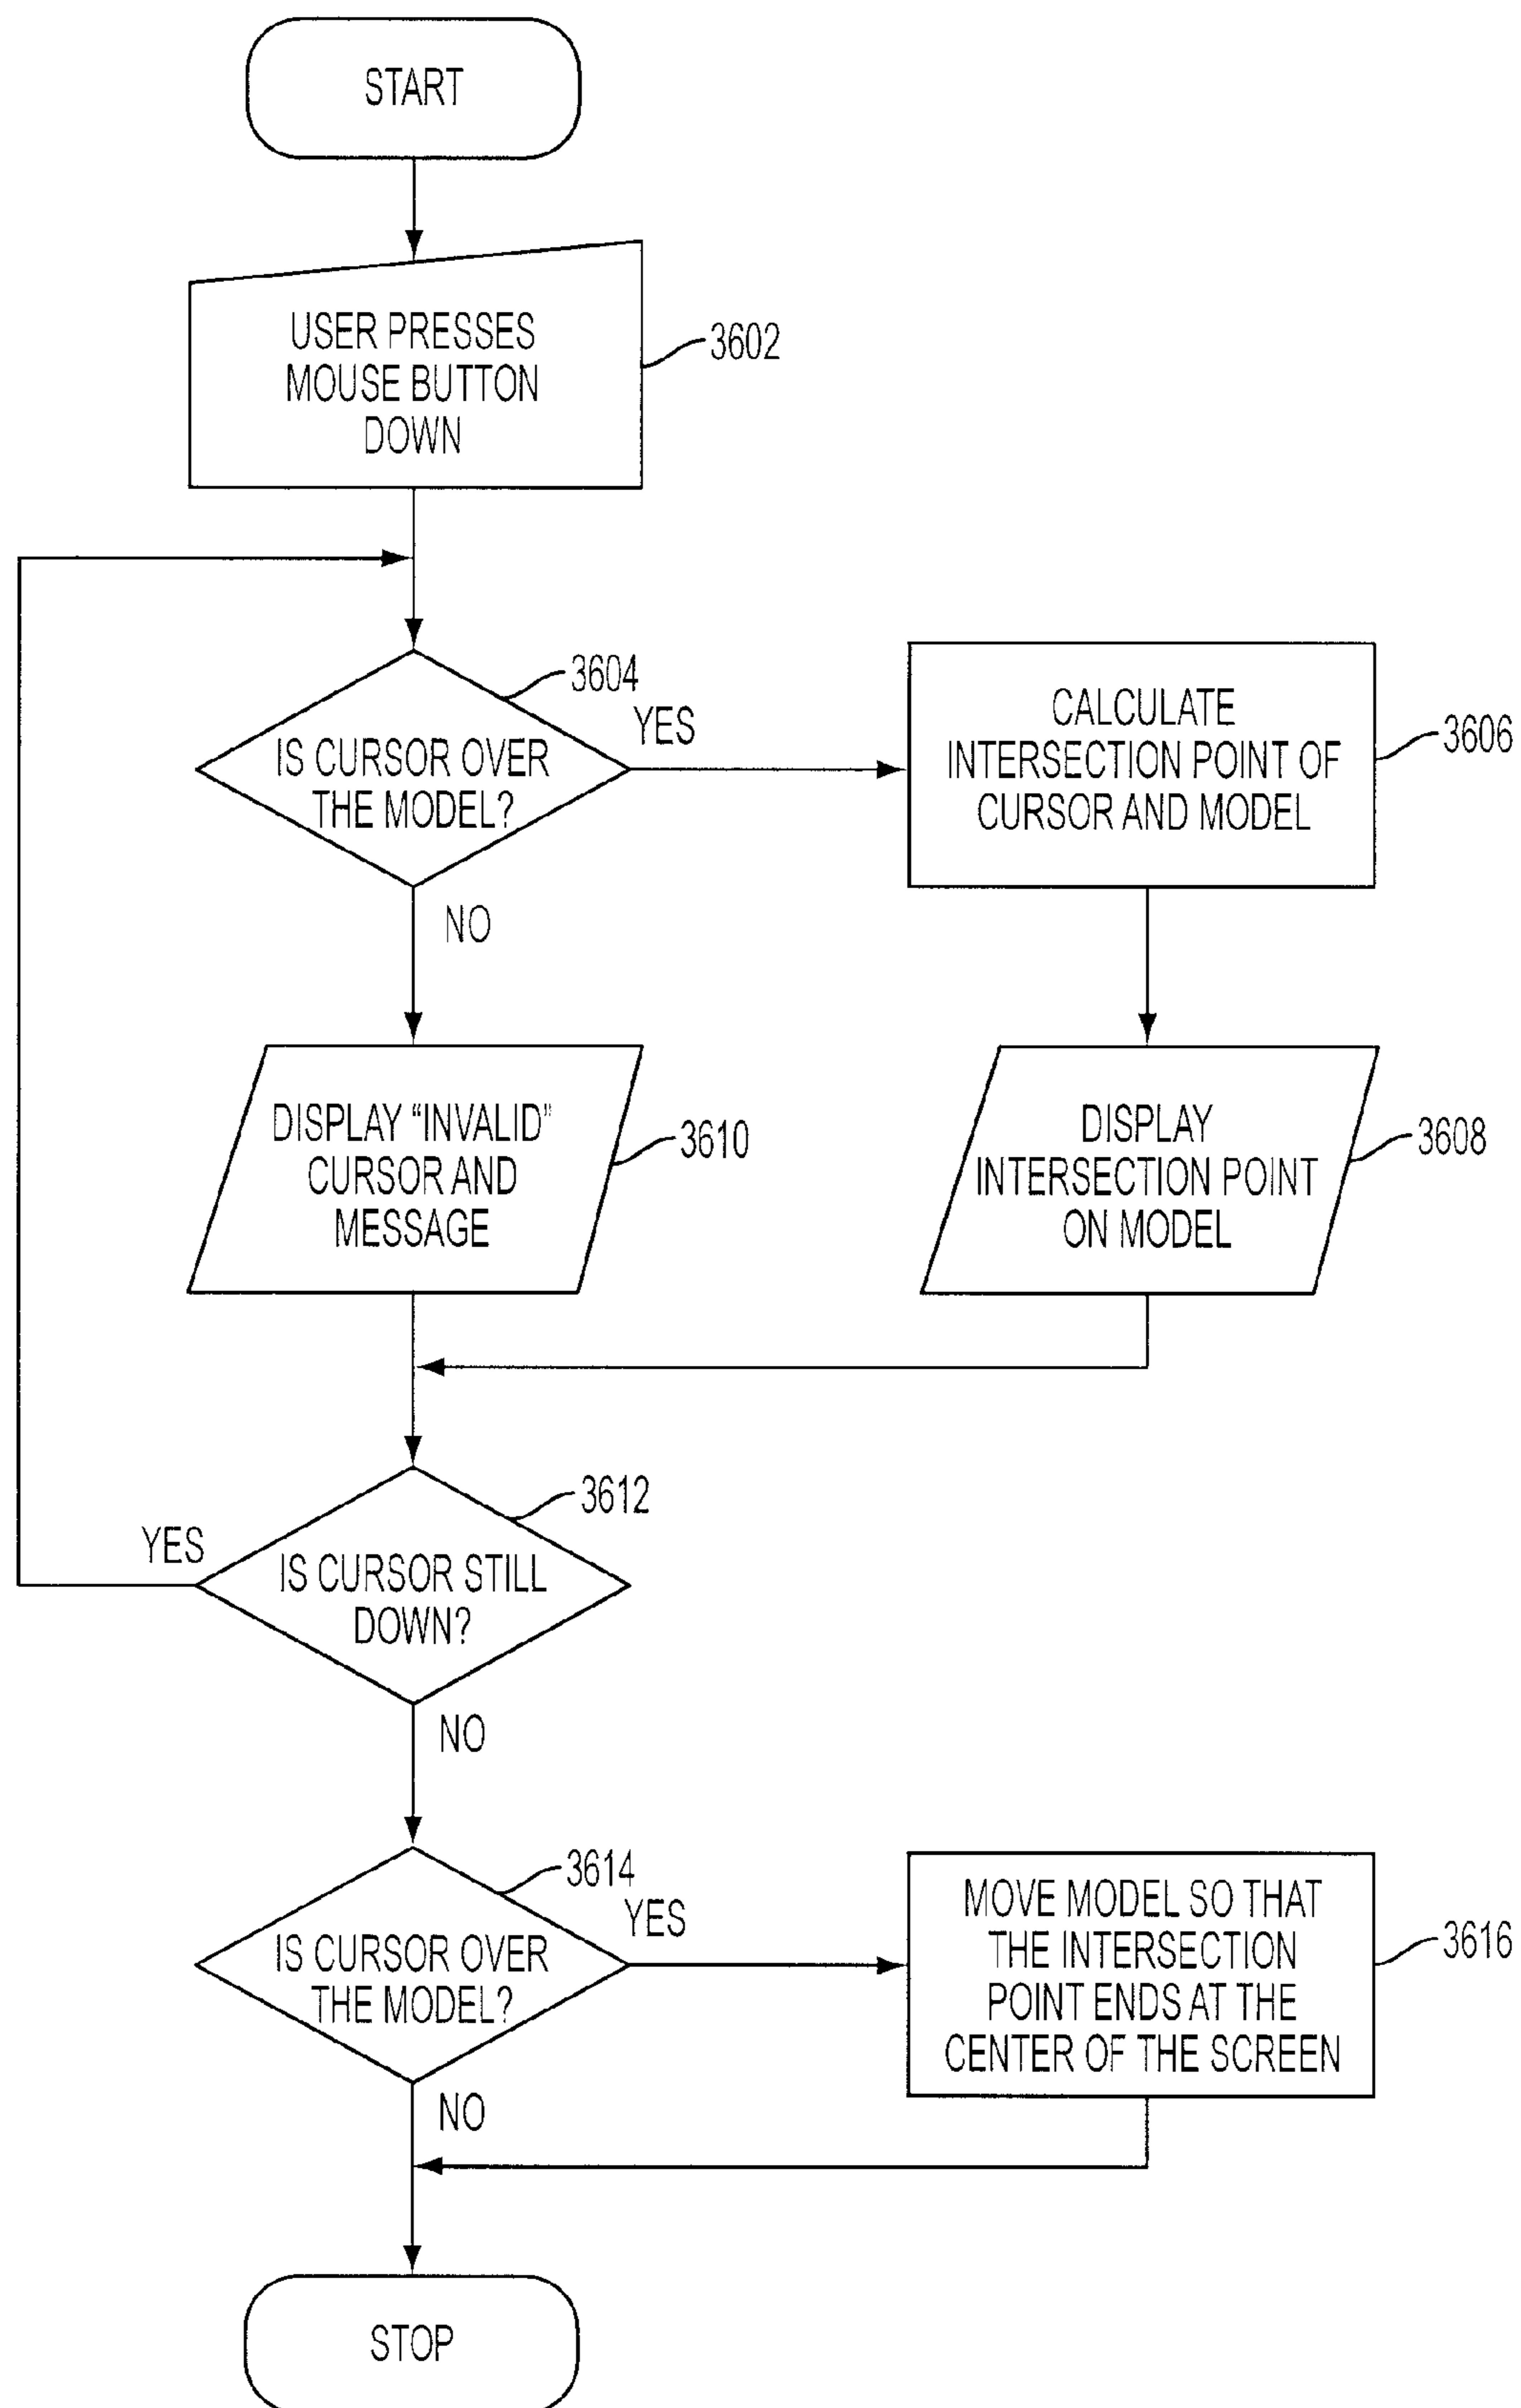 START
USER PRESSES
MOUSE BUTTON
DOWN
3602
3604
IS CURSOR OVER
THE MODEL?
YES
NO
CALCULATE
INTERSECTION POINT OF
CURSOR AND MODEL
3606
DISPLAY “INVALID”
CURSOR AND
MESSAGE
3610
DISPLAY
INTERSECTION POINT
ON MODEL
3608
3612
YES
IS CURSOR STILL
DOWN?
NO
3614
IS CURSOR OVER
THE MODEL?
YES
NO
MOVE MODEL SO THAT
THE INTERSECTION
POINT ENDS AT THE
CENTER OF THE SCREEN
3616
STOP